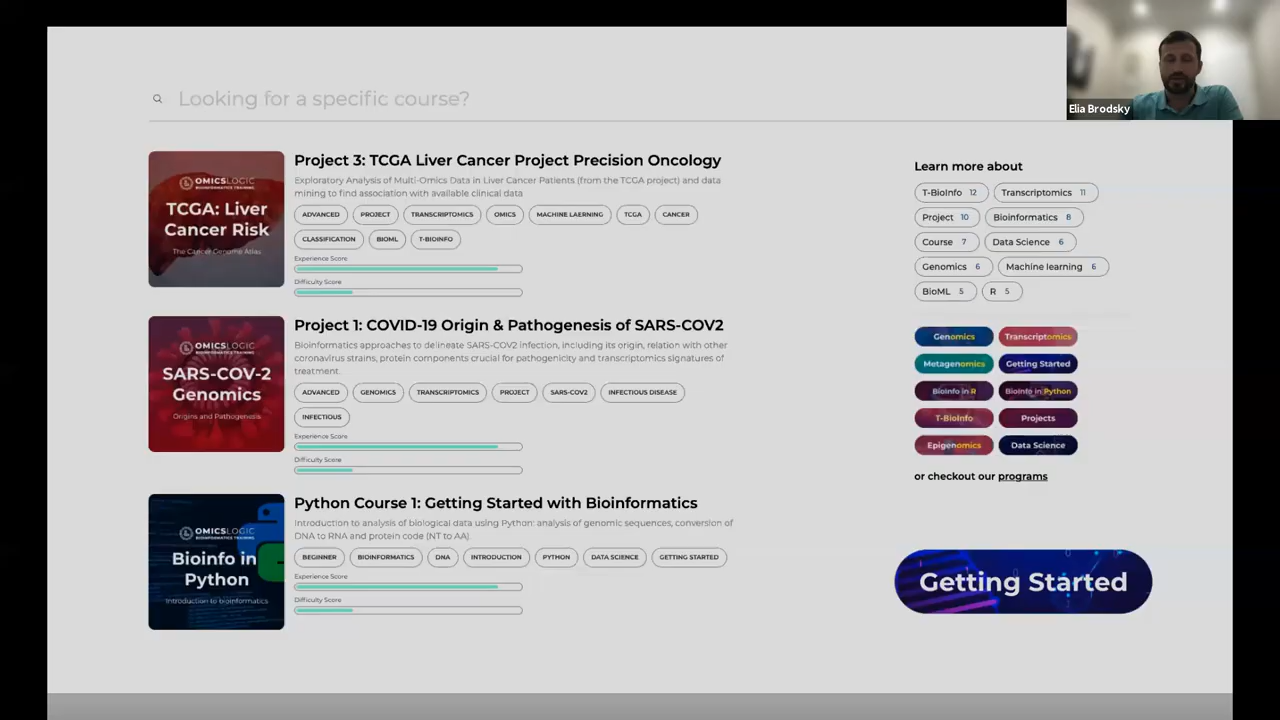 Elia Brodsky
Looking for a specific course?
OMICSLOGIC
BIOINFORMATICS TRAINING
TCGA: Liver
Cancer Risk
The Cancer Genome Atlas
Project 3: TCGA Liver Cancer Project Precision Oncology
Exploratory Analysis of Multi-Omics Data in Liver Cancer Patients (from the TCGA project) and data
mining to find association with available clinical data
ADVANCED PROJECT TRANSCRIPTOMICS OMICS MACHINE LAERNING TCGA CANCER
CLASSIFICATION BIOML T-BIOINFO
Experience Score
Difficulty Score
OMICSLOGIC
BIOINFORMATICS TRAINING
SARS-COV-2
Genomics
Origins and Pathogenesis
Project 1: COVID-19 Origin & Pathogenesis of SARS-COV2
Bioinformatics approaches to delineate SARS-COV2 infection, including its origin, relation with other
coronavirus strains, protein components crucial for pathogenicity and transcriptomics signatures of
treatment.
ADVANCED GENOMICS TRANSCRIPTOMICS PROJECT SARS-COV2 INFECTIOUS DISEASE
INFECTIOUS
Experience Score
Difficulty Score
OMICSLOGIC
BIOINFORMATICS TRAINING
Bioinfo in
Python
Introduction to bioinformatics
Python Course 1: Getting Started with Bioinformatics
Introduction to analysis of biological data using Python: analysis of genomic sequences, conversion of
DNA to RNA and protein code (NT to AA)
BEGINNER BIOINFORMATICS DNA INTRODUCTION PYTHON DATA SCIENCE GETTING STARTED
Experience Score
Difficulty Score
Learn more about
T-BioInfo 12 Transcriptomics 11
Project 10 Bioinformatics 8
Course 7 Data Science 6
Genomics 6 Machine learning 6
BioML 5 R 5
Genomics Transcriptomics
Metagenomics Getting Started
Bioinfo in R Bioinfo in Python
T-BioInfo Projects
Epigenomics Data Science
or checkout our programs
Getting Started